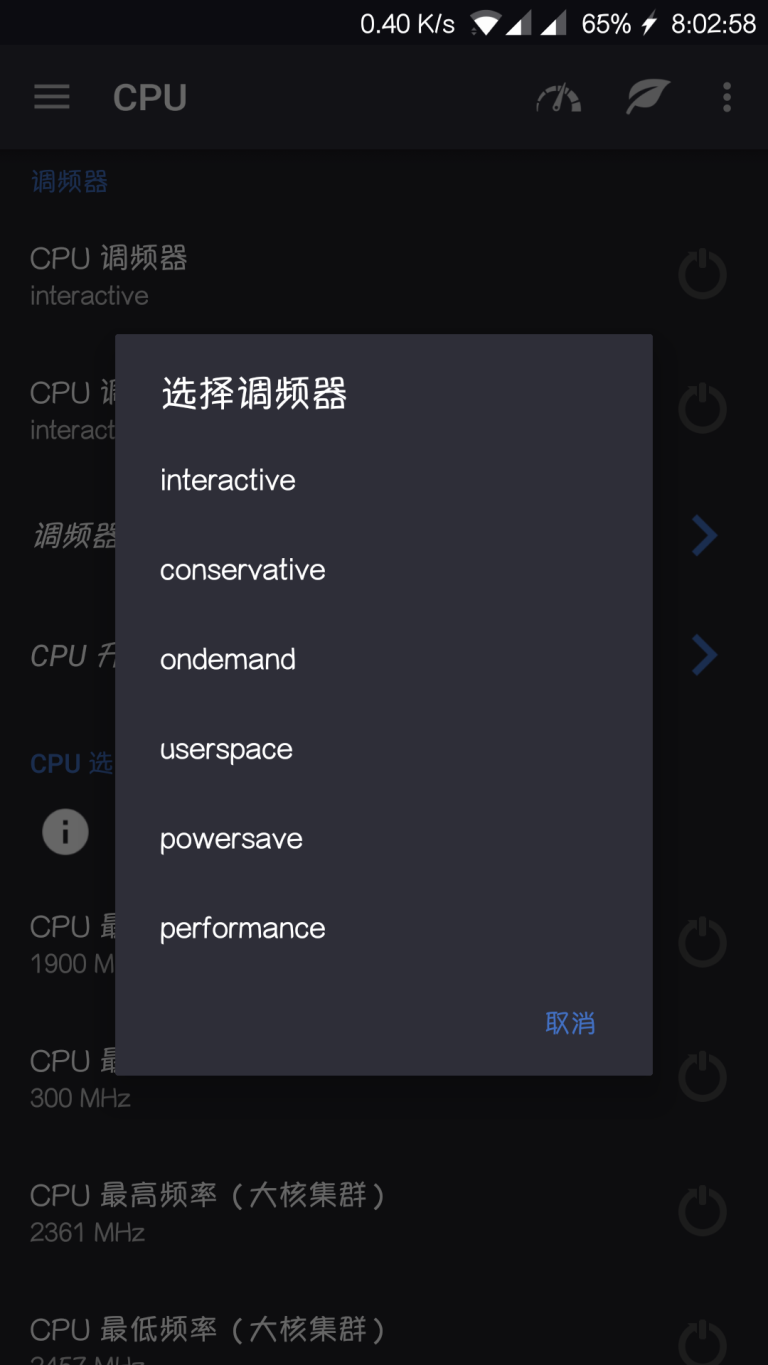 0.40 K/s 65% 8:02:58
CPU
调频器
CPU 调频器
interactive
选择调频器
CPU
interact
interactive
conservative
调频器
ondemand
CPU 升
userspace
CPU 选
powersave
CPU 最
1900 M
performance
取消
CPU 最
300 MHz
CPU 最高频率（大核集群）
2361 MHz
CPU 最低频率（大核集群）